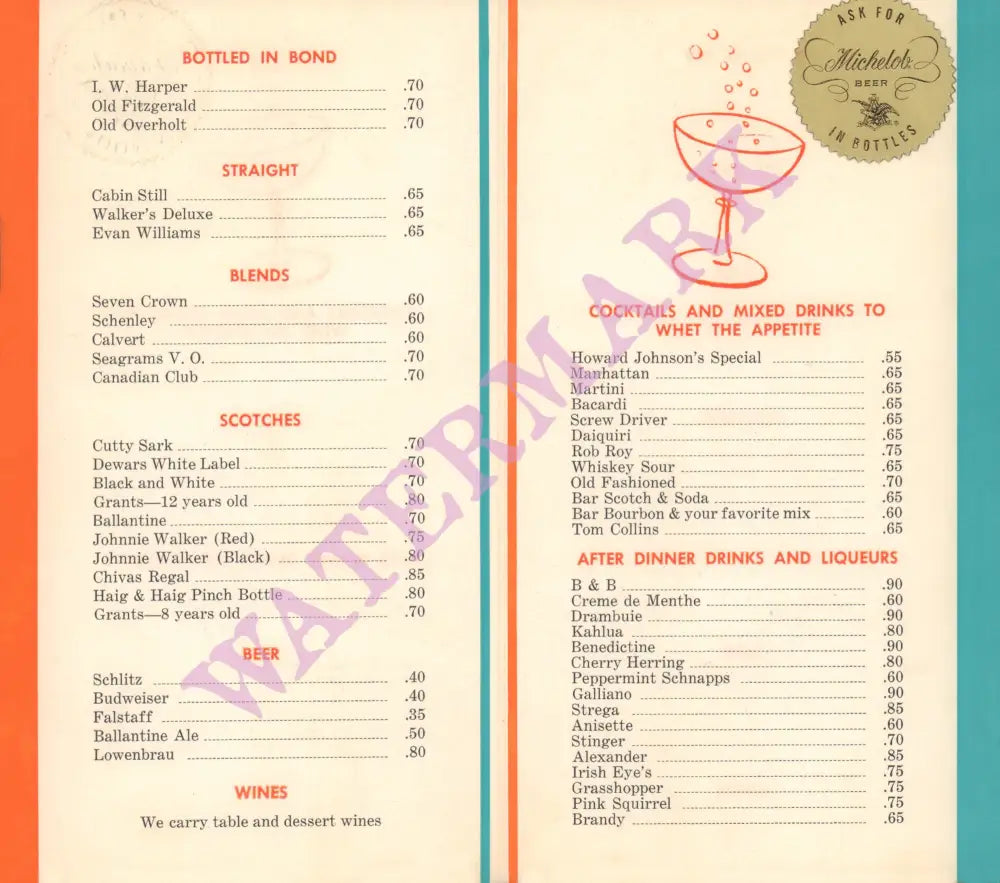 BOTTLED IN BOND
I. W. Harper .70
Old Fitzgerald .70
Old Overholt .70
STRAIGHT
Cabin Still .65
Walker's Deluxe .65
Evan Williams .65
BLENDS
Seven Crown .60
Schenley .60
Calvert .60
Seagrams V. O. .70
Canadian Club .70
SCOTCHES
Cutty Sark .70
Dewars White Label .70
Black and White .70
Grants—12 years old .80
Ballantine .70
Johnnie Walker (Red) .75
Johnnie Walker (Black) .80
Chivas Regal .85
Haig & Haig Pinch Bottle .80
Grants—8 years old .70
BEER
Schlitz .40
Budweiser .40
Falstaff .35
Ballantine Ale .50
Lowenbrau .80
WINES
We carry table and dessert wines
ASK FOR
Michelob
BEER
IN BOTTLES
COCKTAILS AND MIXED DRINKS TO
WHET THE APPETITE
Howard Johnson's Special .55
Manhattan .65
Martini .65
Bacardi .65
Screw Driver .65
Daiquiri .65
Rob Roy .75
Whiskey Sour .65
Old Fashioned .70
Bar Scotch & Soda .65
Bar Bourbon & your favorite mix .60
Tom Collins .65
AFTER DINNER DRINKS AND LIQUEURS
B & B .90
Creme de Menthe .60
Drambuie .90
Kahlua .80
Benedictine .90
Cherry Herring .80
Peppermint Schnapps .60
Galliano .90
Strega .85
Anisette .60
Stinger .70
Alexander .85
Irish Eye's .75
Grasshopper .75
Pink Squirrel .75
Brandy .65
WATERMARK